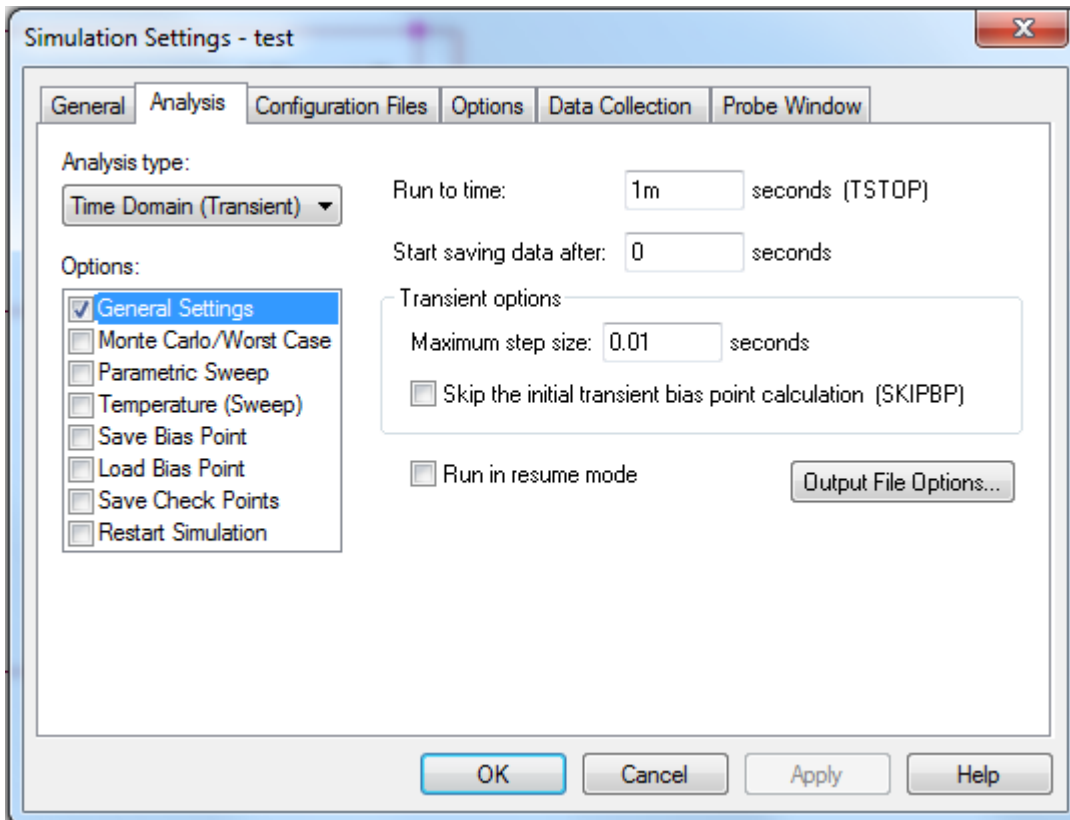 Simulation Settings - test
General Analysis Configuration Files Options Data Collection Probe Window
Analysis type:
Time Domain (Transient)
Run to time: 1m seconds (TSTOP)
Start saving data after: 0 seconds
Options:
General Settings
Monte Carlo/Worst Case
Parametric Sweep
Temperature (Sweep)
Save Bias Point
Load Bias Point
Save Check Points
Restart Simulation
Transient options
Maximum step size: 0.01 seconds
Skip the initial transient bias point calculation (SKIPBP)
Run in resume mode
Output File Options...
OK Cancel Apply Help